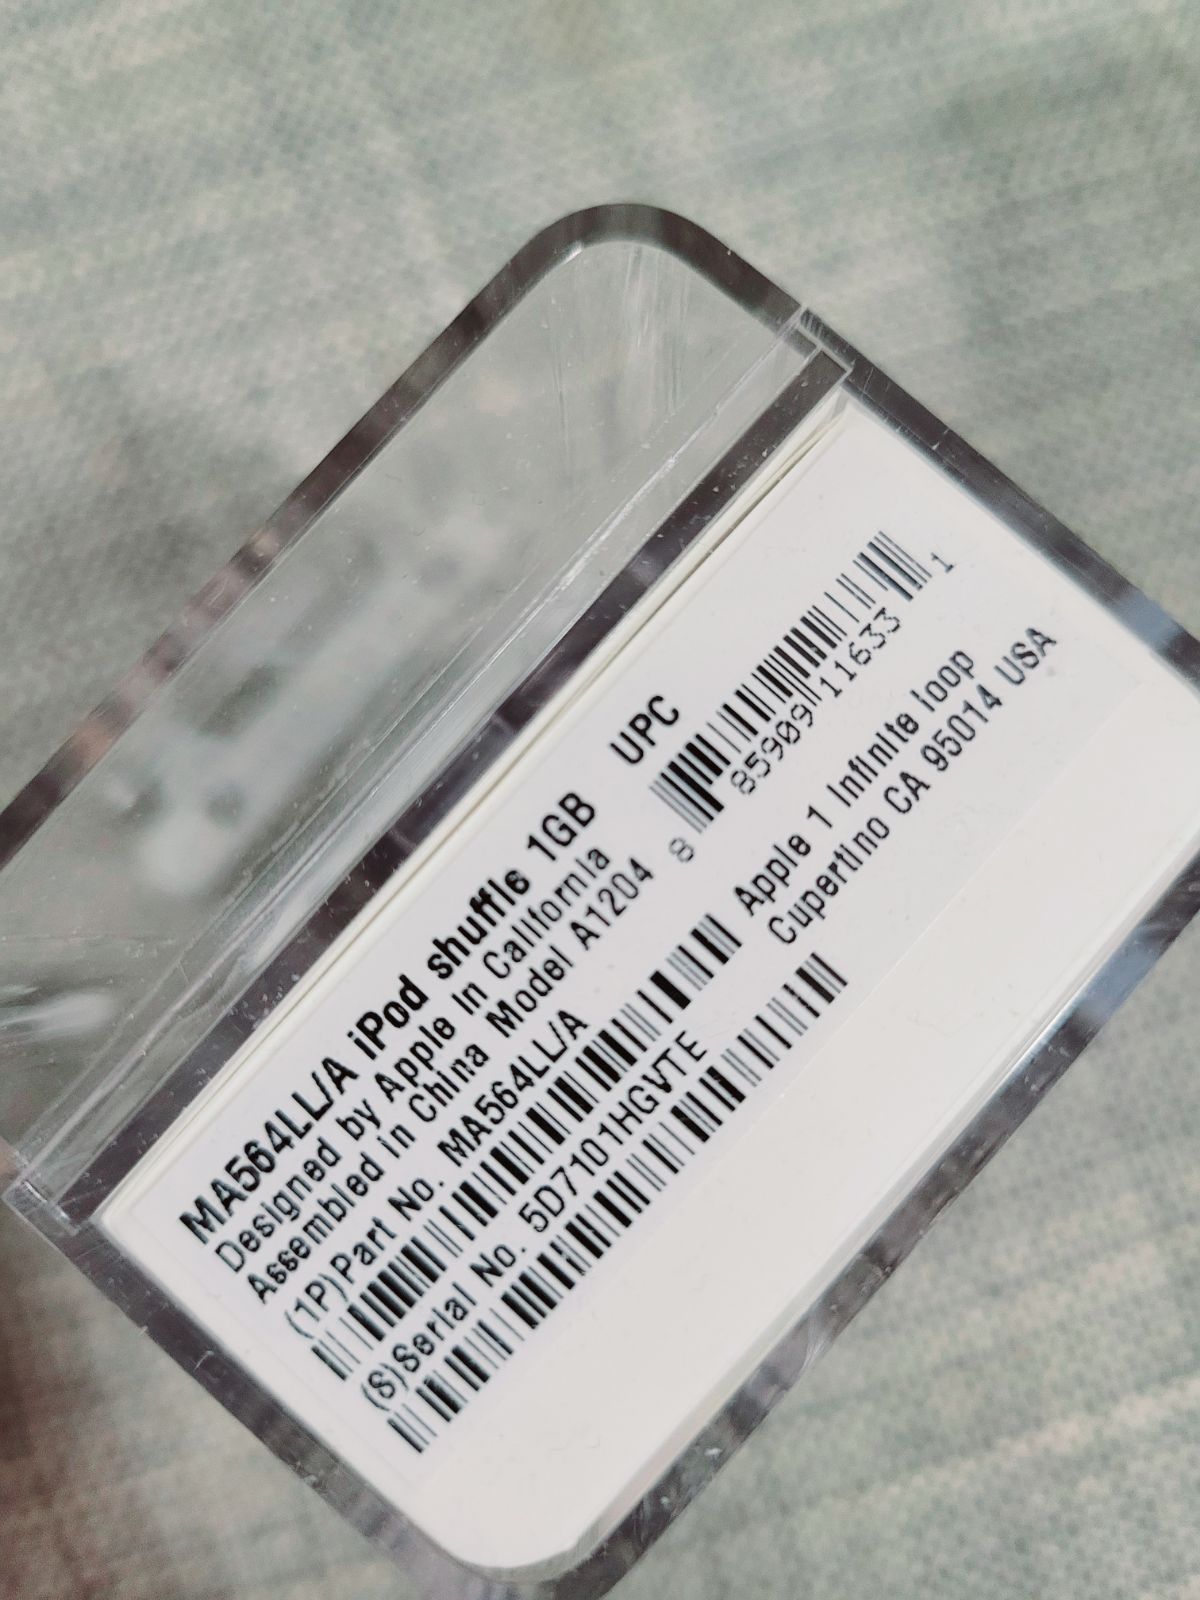 MA564LL/A iPod shuffle 1GB
Designed by Apple in California
Assembled in China Model A1204
(1P)Part No. MA564LL/A
(S)Serial No. 5D7101HGVTE
UPC
8 85909 11633 1
Apple 1 Infinite loop
Cupertino CA 95014 USA